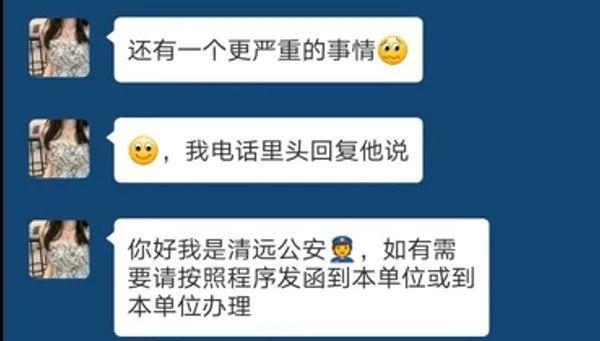 还有一个更严重的事情😖
🙂，我电话里头回复他说
你好我是清远公安👮，如有需
要请按照程序发函到本单位或到
本单位办理